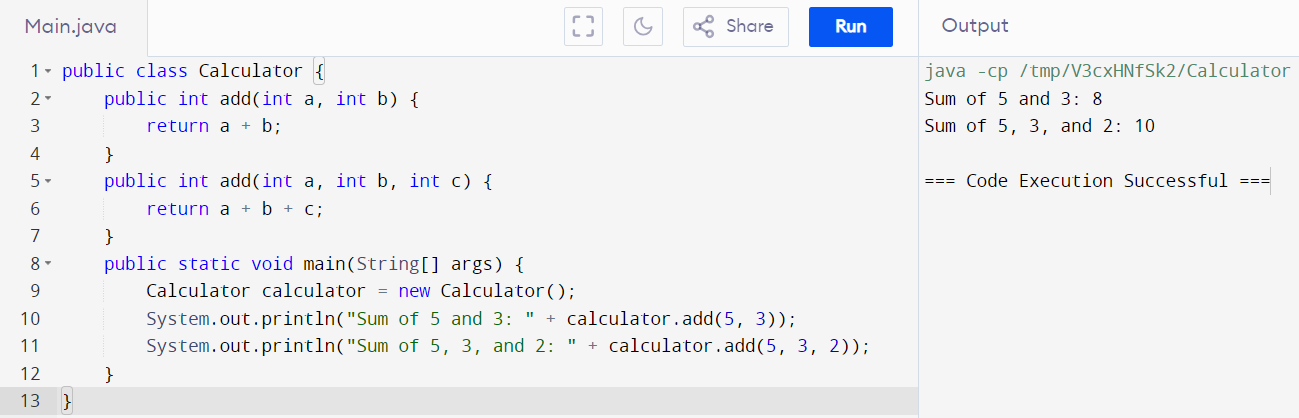 Main.java
Share
Run
Output
1 public class Calculator {
2     public int add(int a, int b) {
3         return a + b;
4     }
5     public int add(int a, int b, int c) {
6         return a + b + c;
7     }
8     public static void main(String[] args) {
9         Calculator calculator = new Calculator();
10         System.out.println("Sum of 5 and 3: " + calculator.add(5, 3));
11         System.out.println("Sum of 5, 3, and 2: " + calculator.add(5, 3, 2));
12     }
13 }
java -cp /tmp/V3cxHNfSk2/Calculator
Sum of 5 and 3: 8
Sum of 5, 3, and 2: 10
=== Code Execution Successful ===